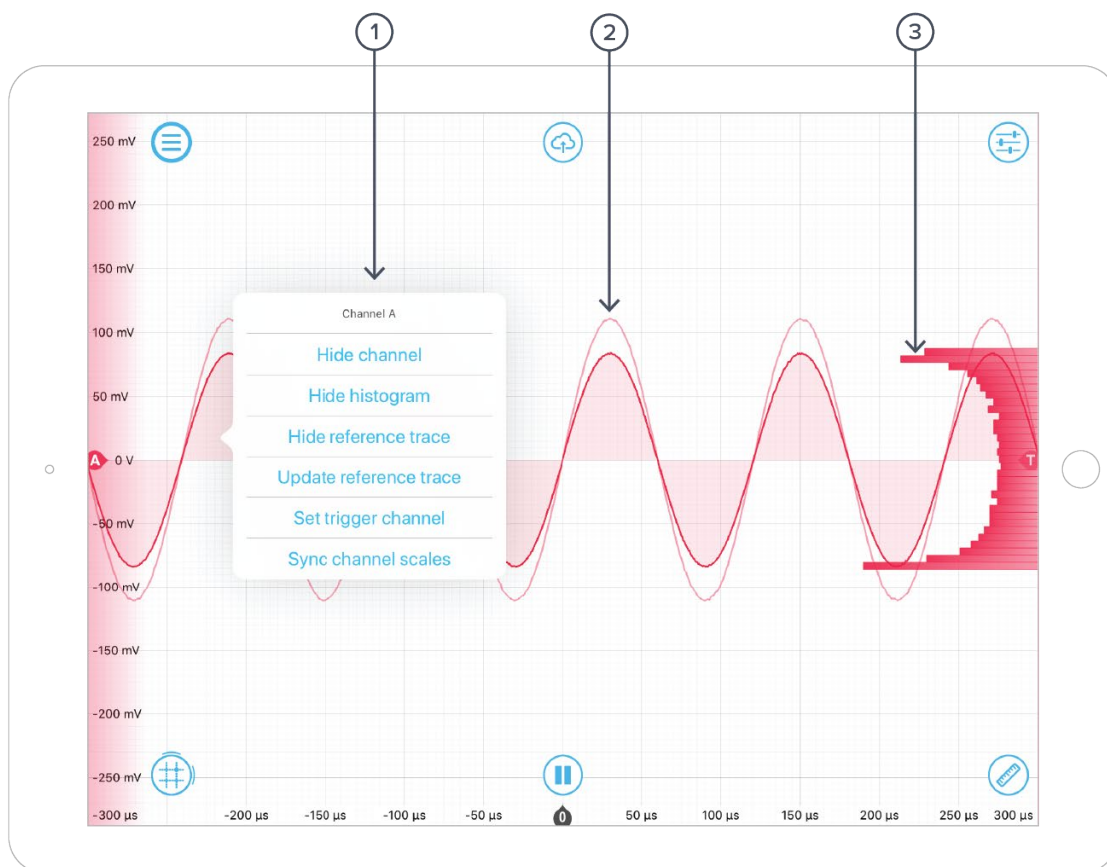 1 2 3
250 mV
200 mV
150 mV
100 mV
50 mV
A 0 V
-50 mV
-100 mV
-150 mV
-200 mV
-250 mV
Channel A
Hide channel
Hide histogram
Hide reference trace
Update reference trace
Set trigger channel
Sync channel scales
T
-300 µs -200 µs -150 µs -100 µs -50 µs 0 50 µs 100 µs 150 µs 200 µs 250 µs 300 µs